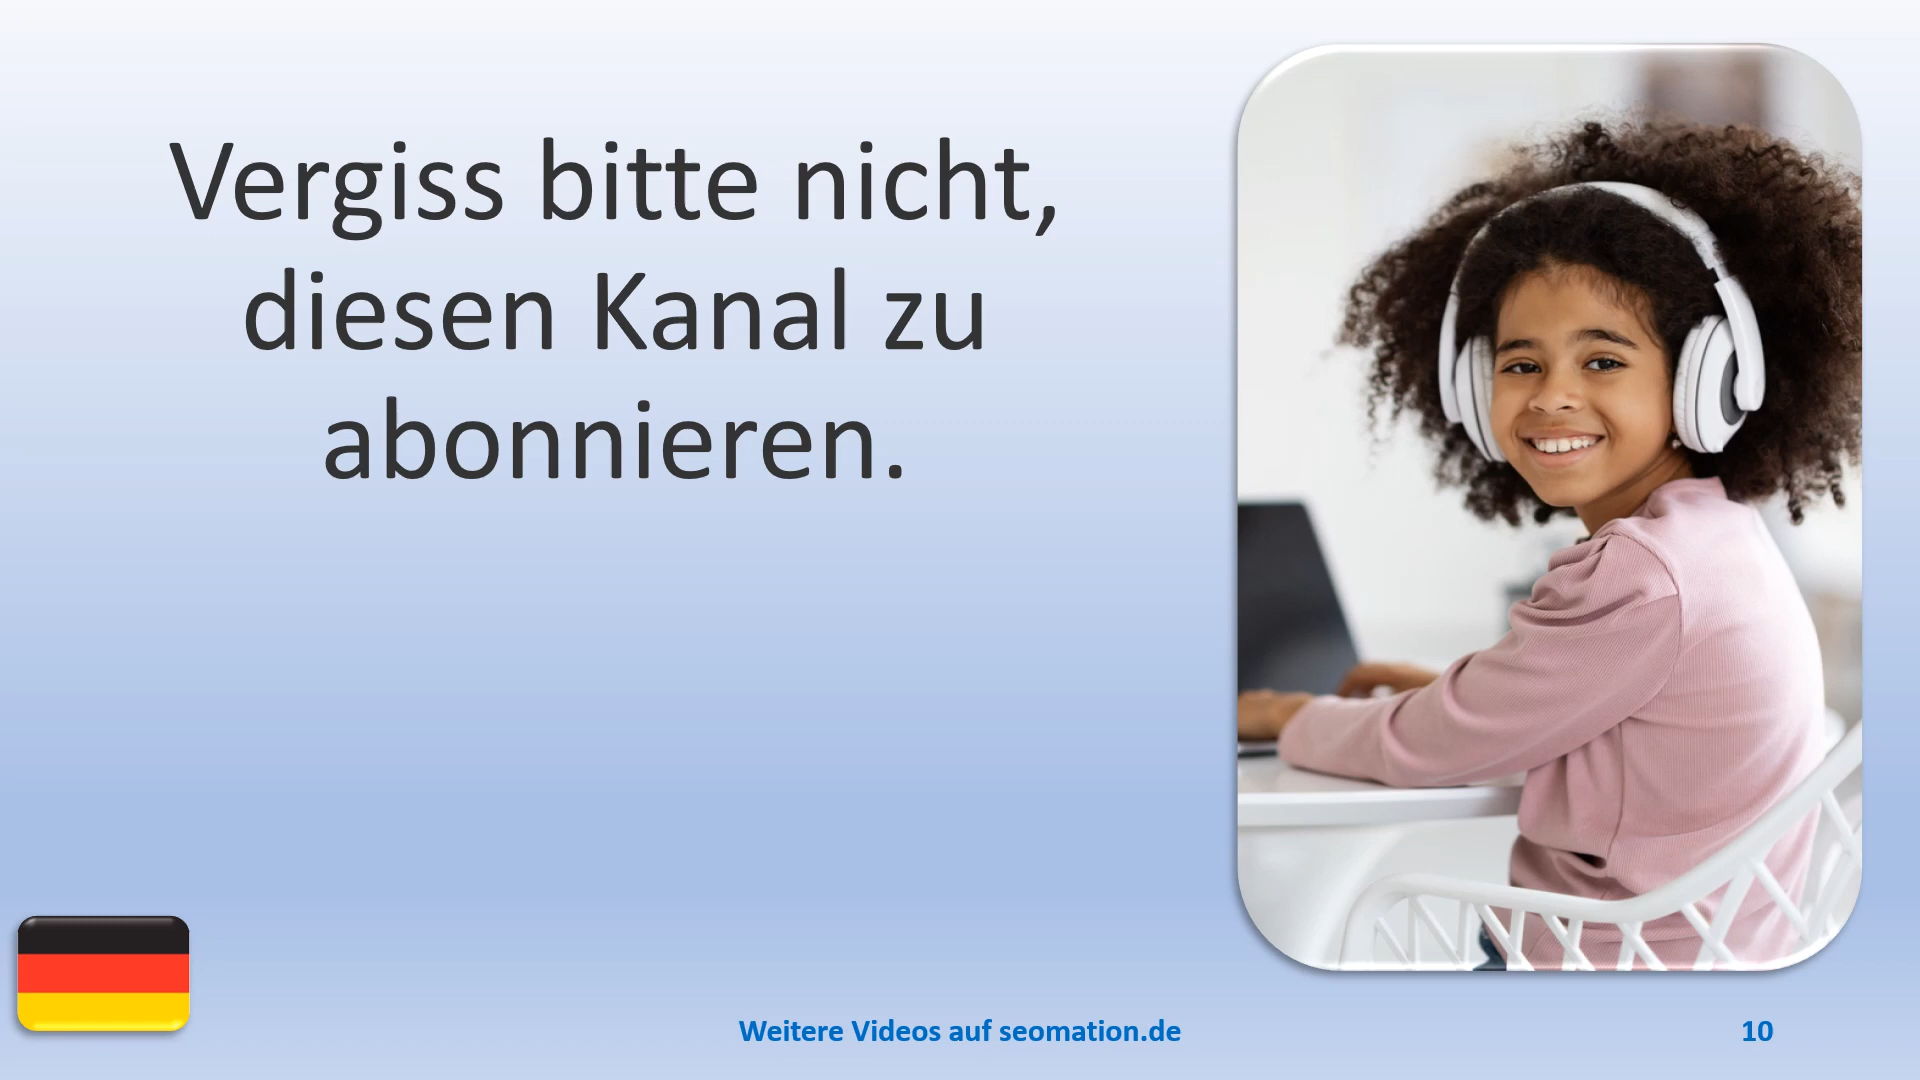 Vergiss bitte nicht,
diesen Kanal zu
abonnieren.
Weitere Videos auf seomation.de
10